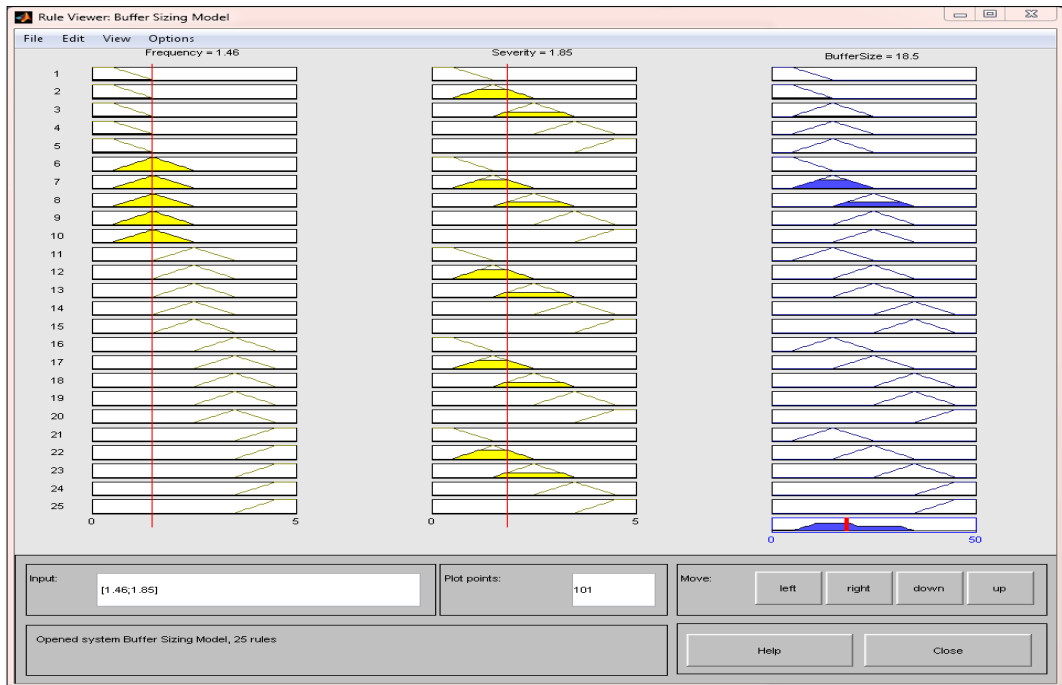 Rule Viewer: Buffer Sizing Model
File Edit View Options
Frequency = 1.46
Severity = 1.85
BufferSize = 18.5
1
2
3
4
5
6
7
8
9
10
11
12
13
14
15
16
17
18
19
20
21
22
23
24
25
0 5
0 5
0 50
Input:
[1.46;1.85]
Plot points:
101
Move:
left right down up
Opened system Buffer Sizing Model, 25 rules
Help Close